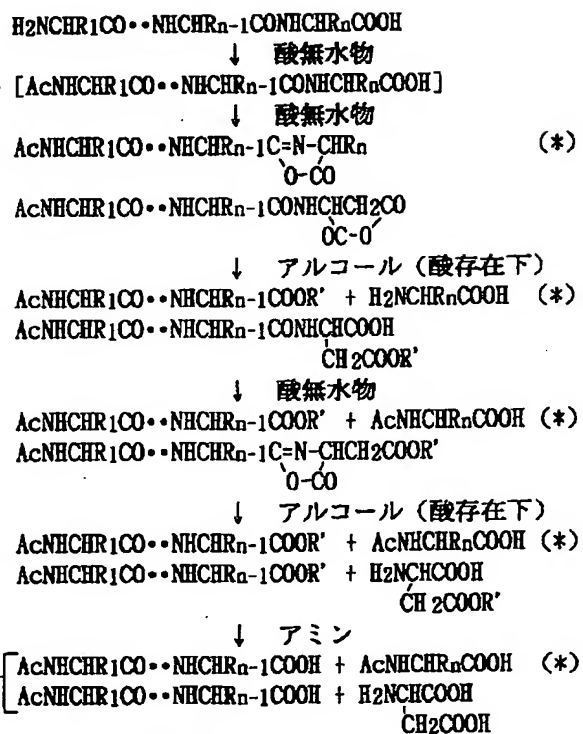 H2NCHR1CO••NHCHRn-1CONHCHRnCOOH
↓ 酸無水物
[AcNHCHR1CO••NHCHRn-1CONHCHRnCOOH]
↓ 酸無水物
AcNHCHR1CO••NHCHRn-1C=N-CHRn (*)
O-CO
AcNHCHR1CO••NHCHRn-1CONHCHCH2CO
OC-O
↓ アルコール(酸存在下)
AcNHCHR1CO••NHCHRn-1COOR' + H2NCHRnCOOH (*)
AcNHCHR1CO••NHCHRn-1CONHCHCOOH
CH2COOR'
↓ 酸無水物
AcNHCHR1CO••NHCHRn-1COOR' + AcNHCHRnCOOH (*)
AcNHCHR1CO••NHCHRn-1C=N-CHCH2COOR'
O-CO
↓ アルコール(酸存在下)
AcNHCHR1CO••NHCHRn-1COOR' + AcNHCHRnCOOH (*)
AcNHCHR1CO••NHCHRn-1COOR' + H2NCHCOOH
CH2COOR'
↓ アミン
AcNHCHR1CO••NHCHRn-1COOH + AcNHCHRnCOOH (*)
AcNHCHR1CO••NHCHRn-1COOH + H2NCHCOOH
CH2COOH